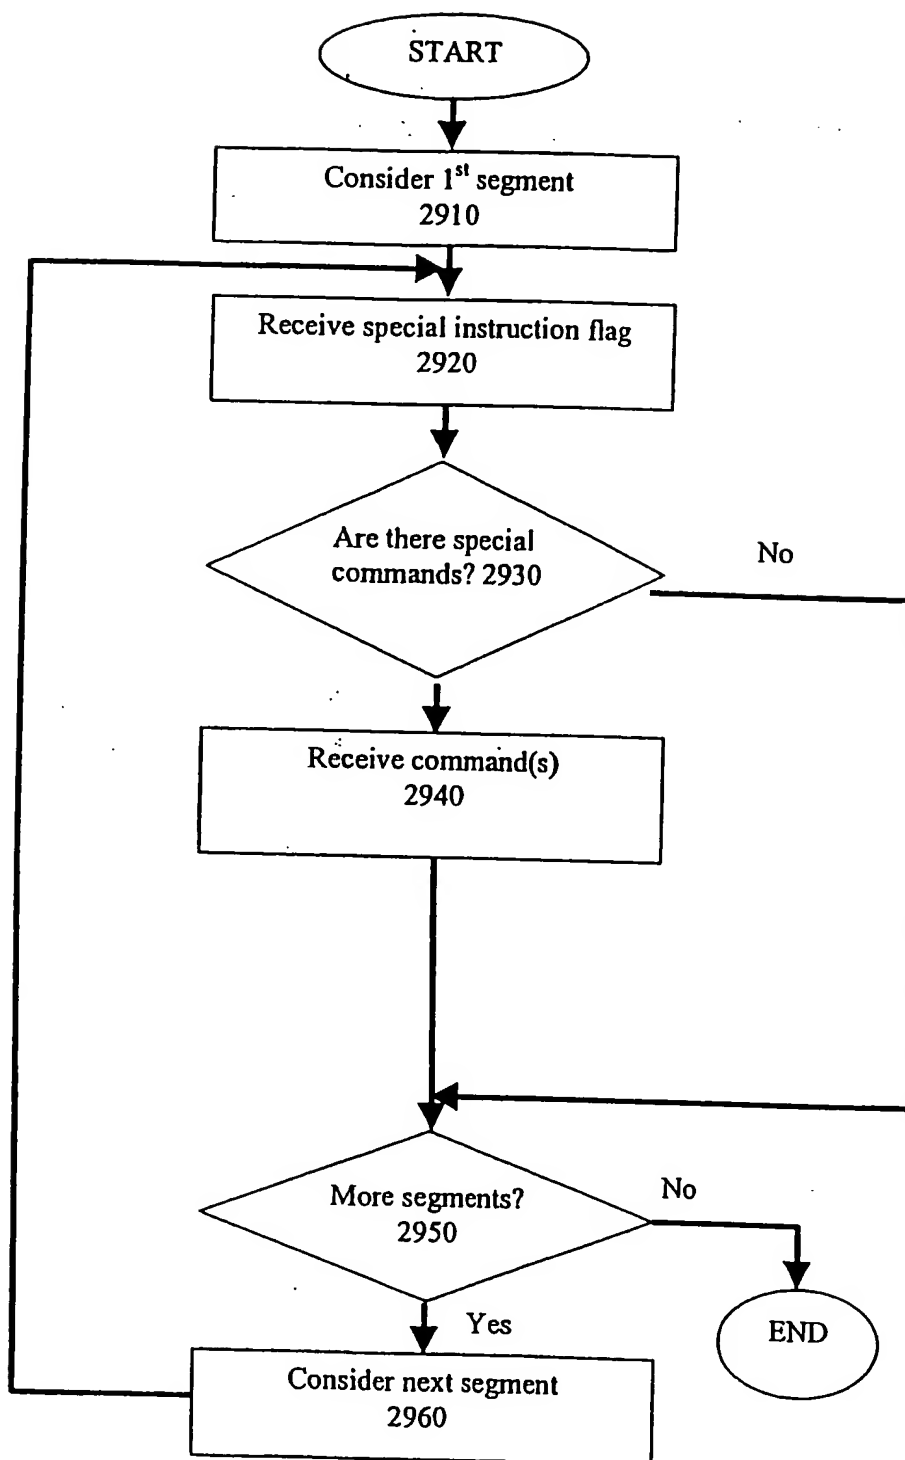 START
Consider 1st segment
2910
Receive special instruction flag
2920
Are there special
commands? 2930
No
Receive command(s)
2940
More segments?
2950
No
Yes
END
Consider next segment
2960